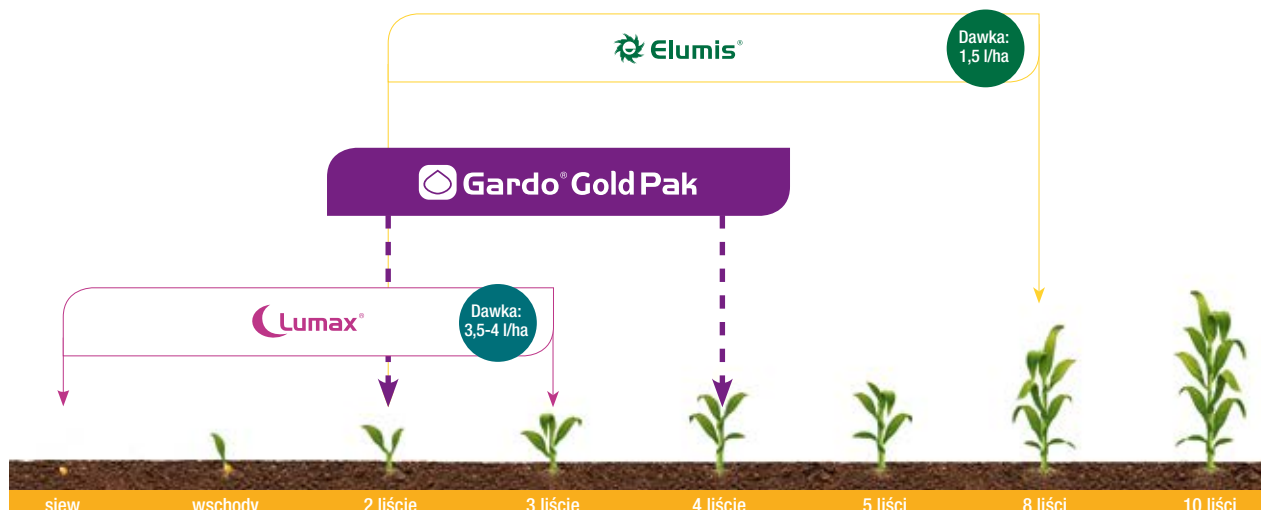 Elumis®
Dawka:
1,5 l/ha
Gardo® Gold Pak
Lumax®
Dawka:
3,5-4 l/ha
siew
wschody
2 liście
3 liście
4 liście
5 liści
8 liści
10 liści